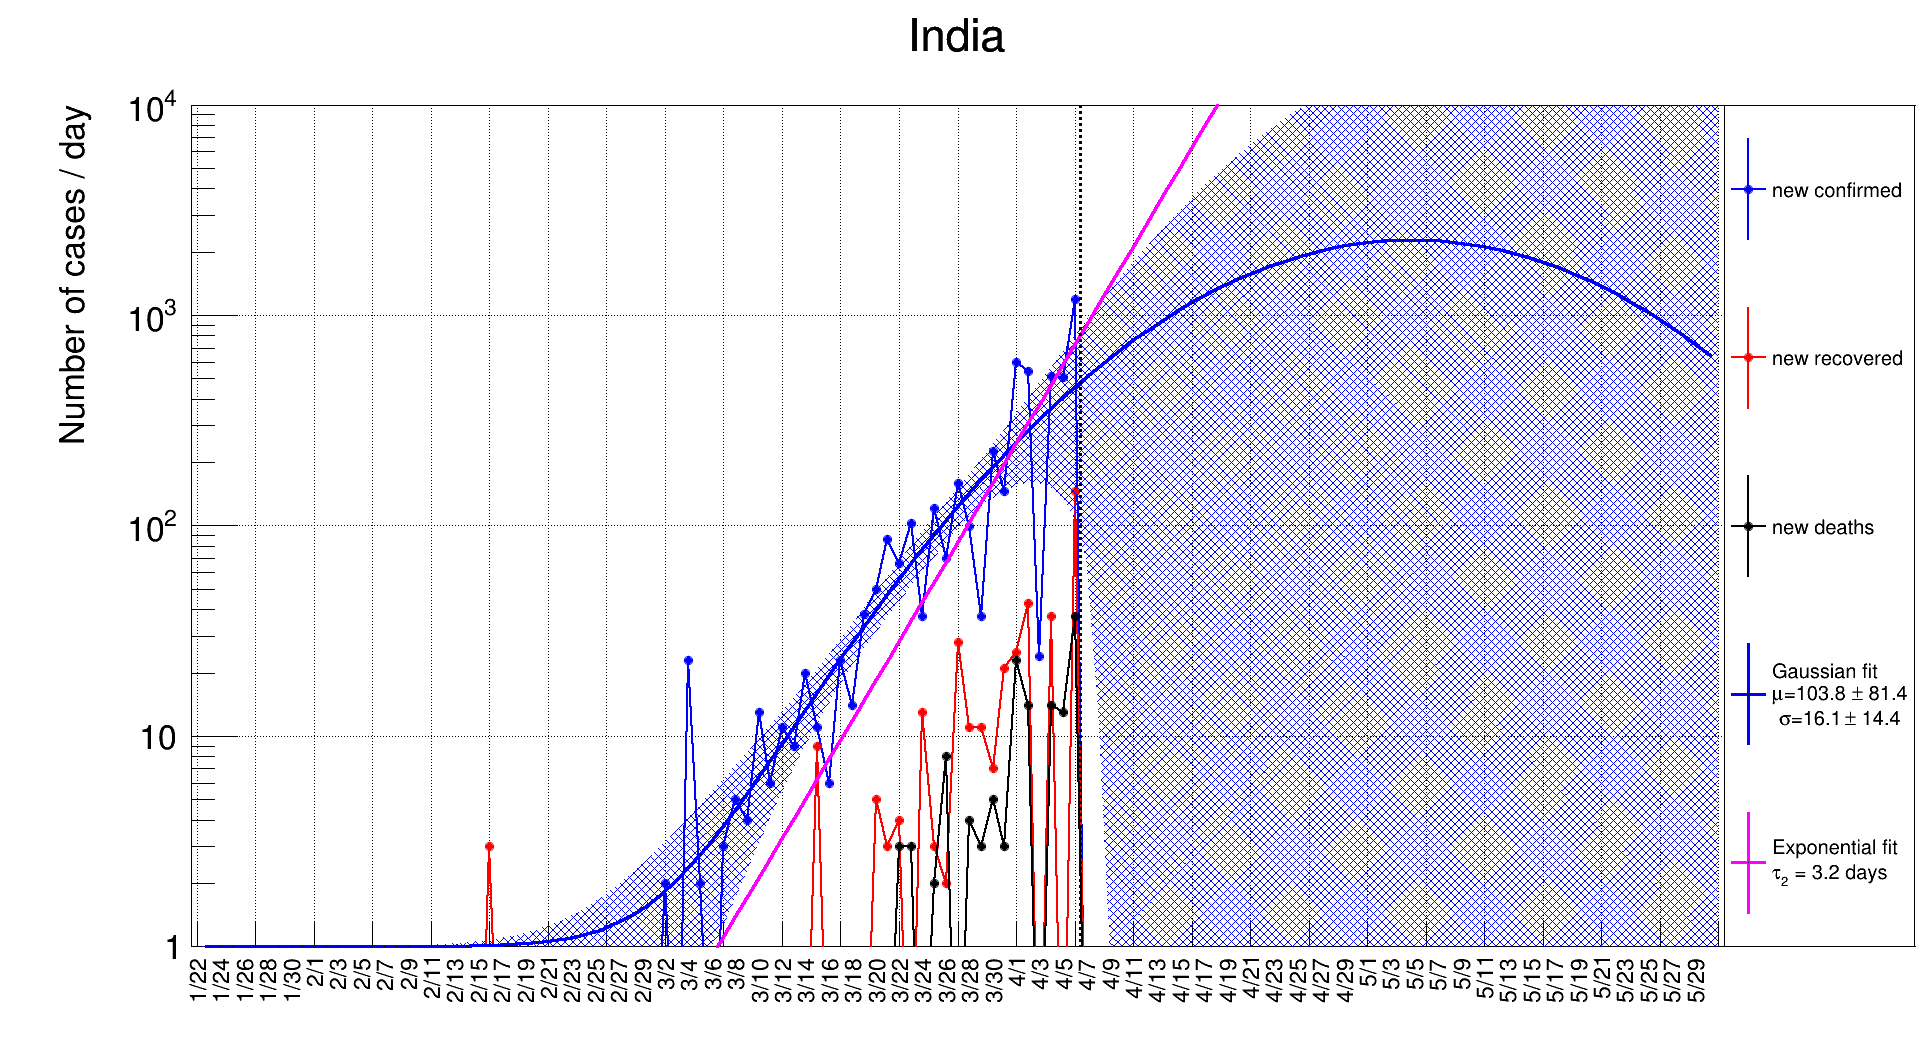 India
Number of cases / day
10⁴
10³
10²
10
1
1/22 1/24 1/26 1/28 1/30 2/1 2/3 2/5 2/7 2/9 2/11 2/13 2/15 2/17 2/19 2/21 2/23 2/25 2/27 2/29 3/2 3/4 3/6 3/8 3/10 3/12 3/14 3/16 3/18 3/20 3/22 3/24 3/26 3/28 3/30 4/1 4/3 4/5 4/7 4/9 4/11 4/13 4/15 4/17 4/19 4/21 4/23 4/25 4/27 4/29 5/1 5/3 5/5 5/7 5/9 5/11 5/13 5/15 5/17 5/19 5/21 5/23 5/25 5/27 5/29
new confirmed
new recovered
new deaths
Gaussian fit
μ=103.8 ± 81.4
σ=16.1 ± 14.4
Exponential fit
τ₂ = 3.2 days